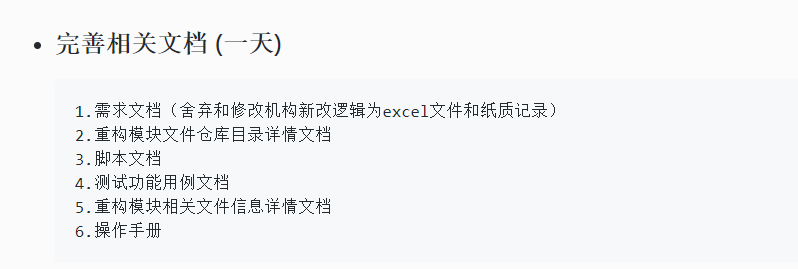 完善相关文档 (一天)
1.需求文档（舍弃和修改机构新改逻辑为excel文件和纸质记录）
2.重构模块文件仓库目录详情文档
3.脚本文档
4.测试功能用例文档
5.重构模块相关文件信息详情文档
6.操作手册